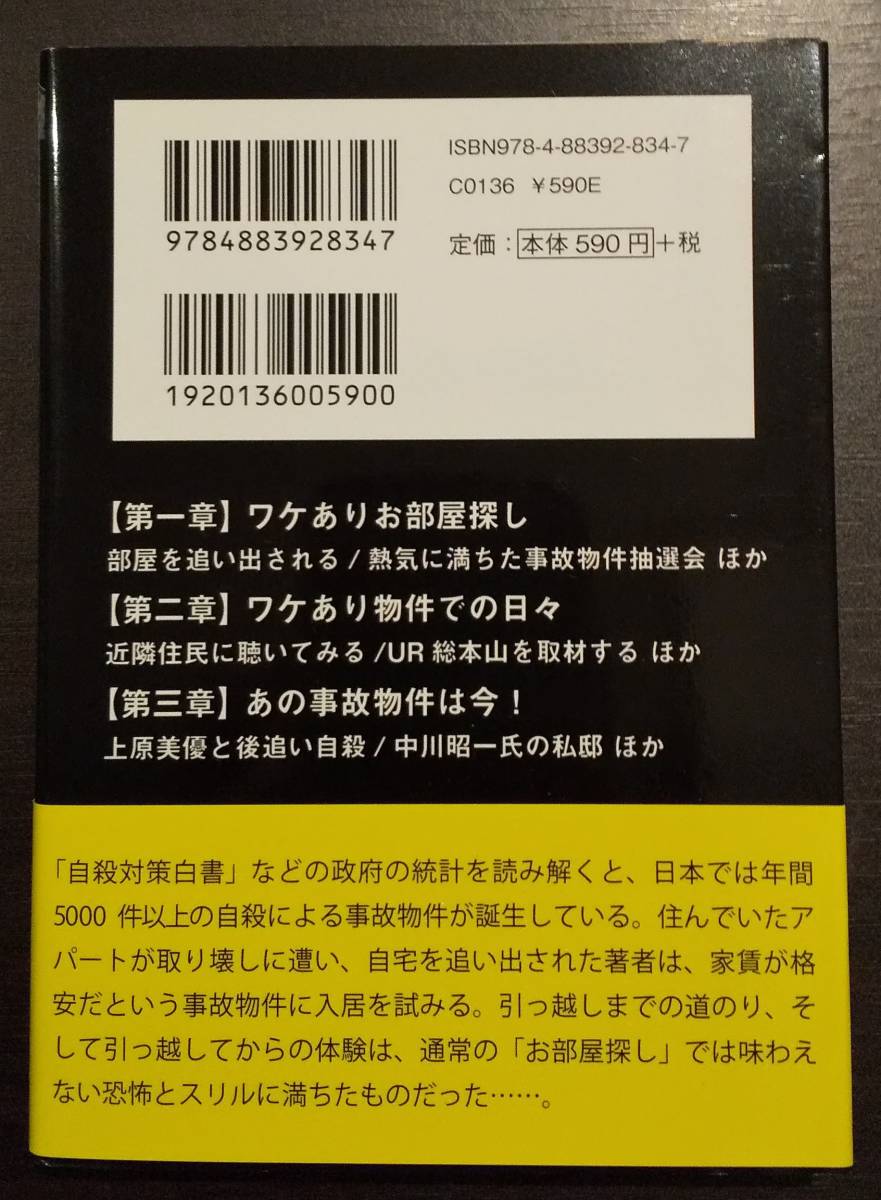 ISBN978-4-88392-834-7
C0136 ￥590E
定価：本体 590 円＋税
9784883928347
1920136005900
【第一章】ワケありお部屋探し
部屋を追い出される/熱気に満ちた事故物件抽選会 ほか
【第二章】ワケあり物件での日々
近隣住民に聴いてみる/UR 総本山を取材する ほか
【第三章】あの事故物件は今！
上原美優と後追い自殺/中川昭一氏の私邸 ほか
「自殺対策白書」などの政府の統計を読み解くと、日本では年間
5000 件以上の自殺による事故物件が誕生している。住んでいたア
パートが取り壊しに遭い、自宅を追い出された著者は、家賃が格
安だという事故物件に入居を試みる。引っ越しまでの道のり、そ
して引っ越してからの体験は、通常の「お部屋探し」では味わえ
ない恐怖とスリルに満ちたものだった……。